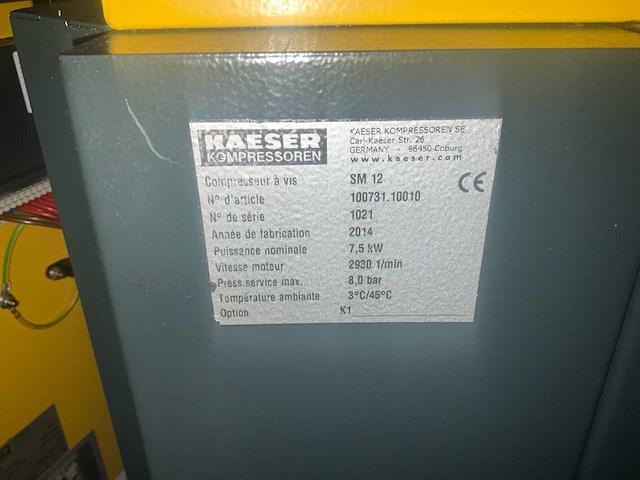 KAESER
KOMPRESSOREN
KAESER KOMPRESSOREN SE
Carl-Kaeser Str. 26
GERMANY - 96450 Coburg
www.kaeser.com
CE
Compresseur à vis SM 12
N° d'article 100731.10010
N° de série 1021
Année de fabrication 2014
Puissance nominale 7,5 kW
Vitesse moteur 2930 1/min
Press.service max. 8,0 bar
Température ambiante 3°C/45°C
Option K1